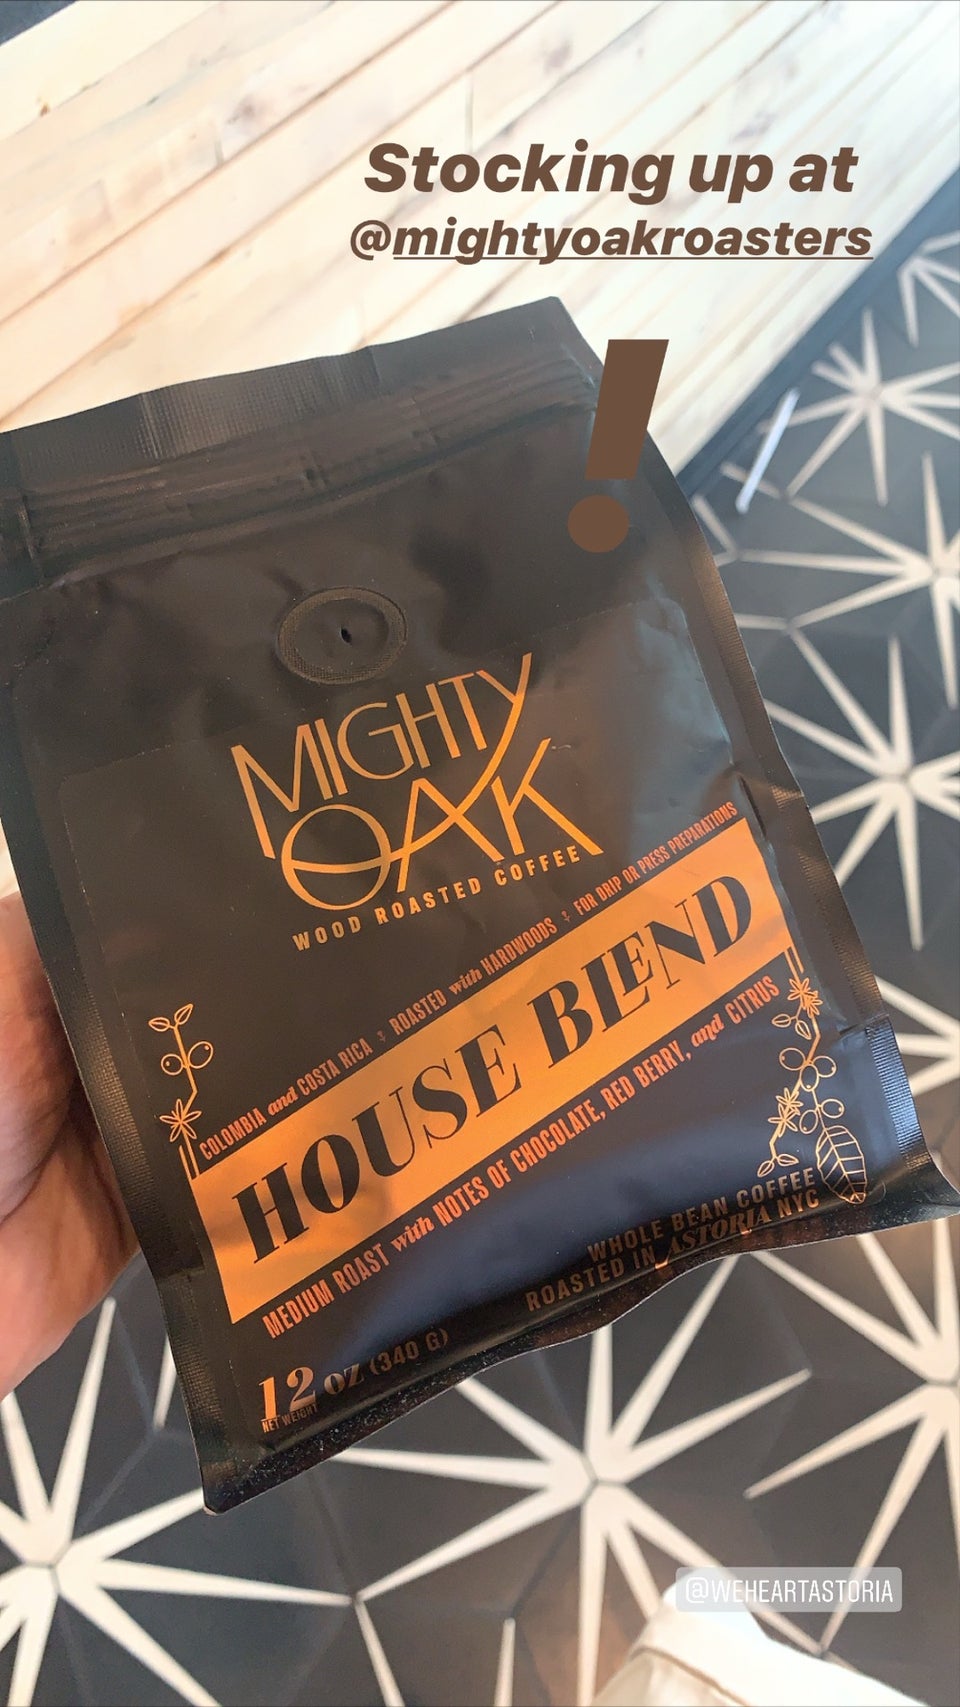 Stocking up at
@mightyoakroasters
!
MIGHTY
OAK
WOOD ROASTED COFFEE
COLOMBIA and COSTA RICA ROASTED with HARDWOODS FOR DRIP OR PRESS PREPARATIONS
HOUSE BLEND
MEDIUM ROAST with NOTES OF CHOCOLATE, RED BERRY, and CITRUS
WHOLE BEAN COFFEE
ROASTED IN ASTORIA NYC
12 OZ (340 G)
NET WEIGHT
@WEHEARTASTORIA